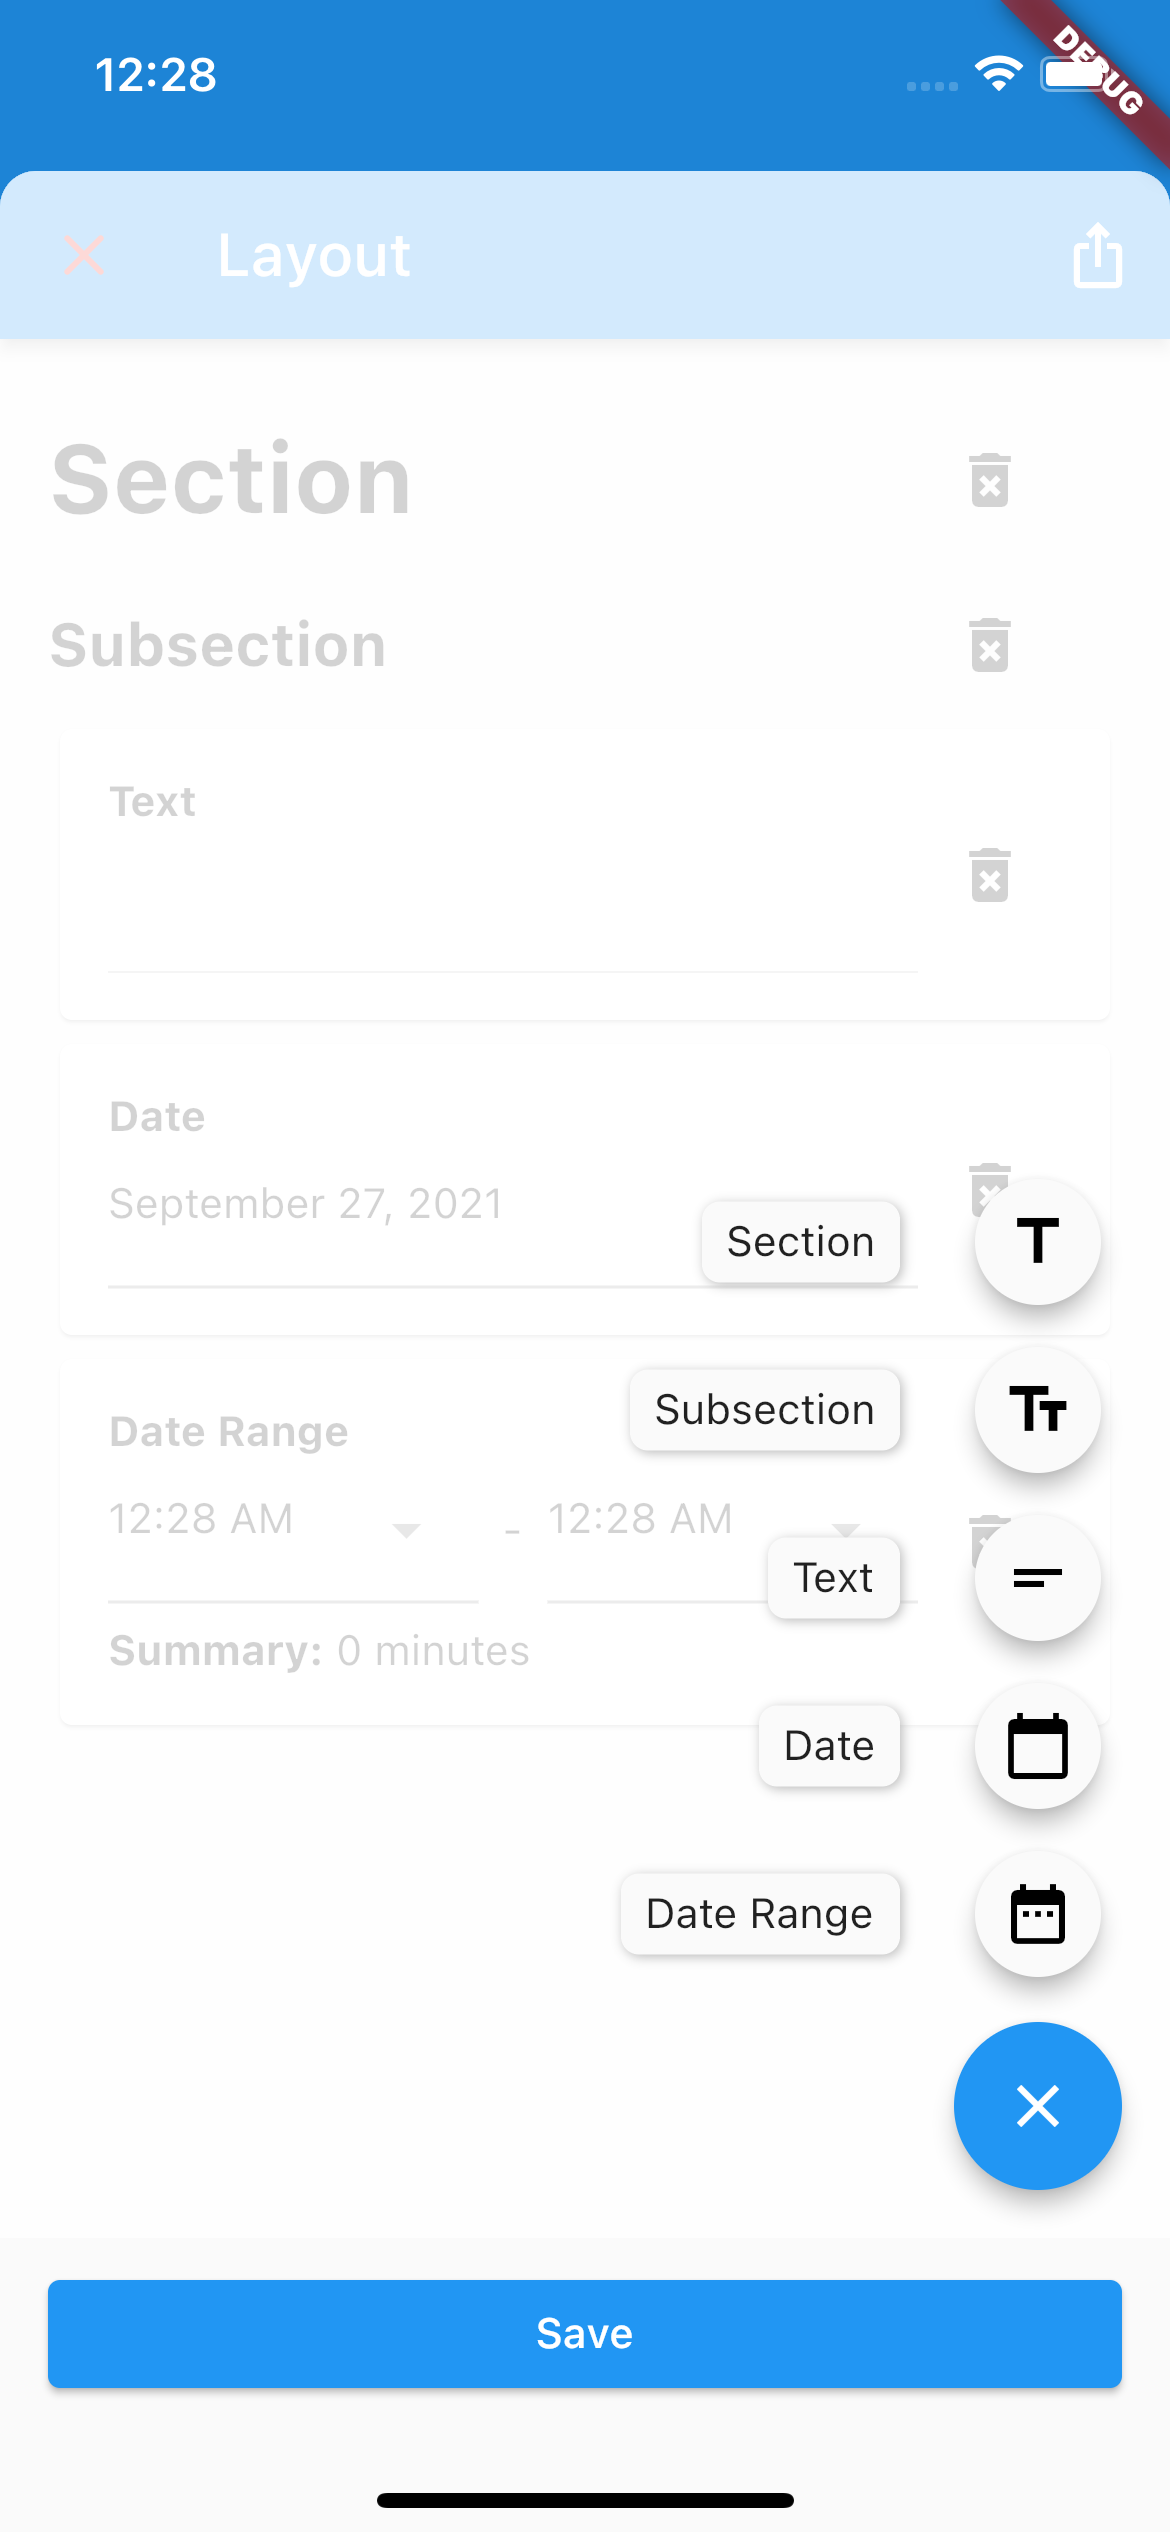 12:28
DEBUG
Layout
Section
Subsection
Text
Date
September 27, 2021
Section
Subsection
Date Range
12:28 AM - 12:28 AM
Text
Summary: 0 minutes
Date
Date Range
Save